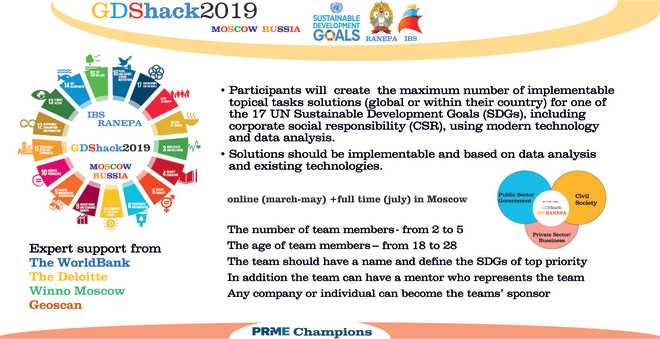 GDShack2019
MOSCOW RUSSIA
SUSTAINABLE
DEVELOPMENT
GOALS
RANEPA
IBS
IBS
RANEPA
GDShack2019
MOSCOW
RUSSIA
• Participants will create the maximum number of implementable
topical tasks solutions (global or within their country) for one of
the 17 UN Sustainable Development Goals (SDGs), including
corporate social responsibility (CSR), using modern technology
and data analysis.
• Solutions should be implementable and based on data analysis
and existing technologies.
online (march-may) +full time (july) in Moscow
The number of team members - from 2 to 5
The age of team members – from 18 to 28
The team should have a name and define the SDGs of top priority
In addition the team can have a mentor who represents the team
Any company or individual can become the teams’ sponsor
Public Sector/
Government
Civil
Society
GDShack
IBS RANEPA
Private Sector/
Bussiness
Expert support from
The WorldBank
The Deloitte
Winno Moscow
Geoscan
PRME Champions